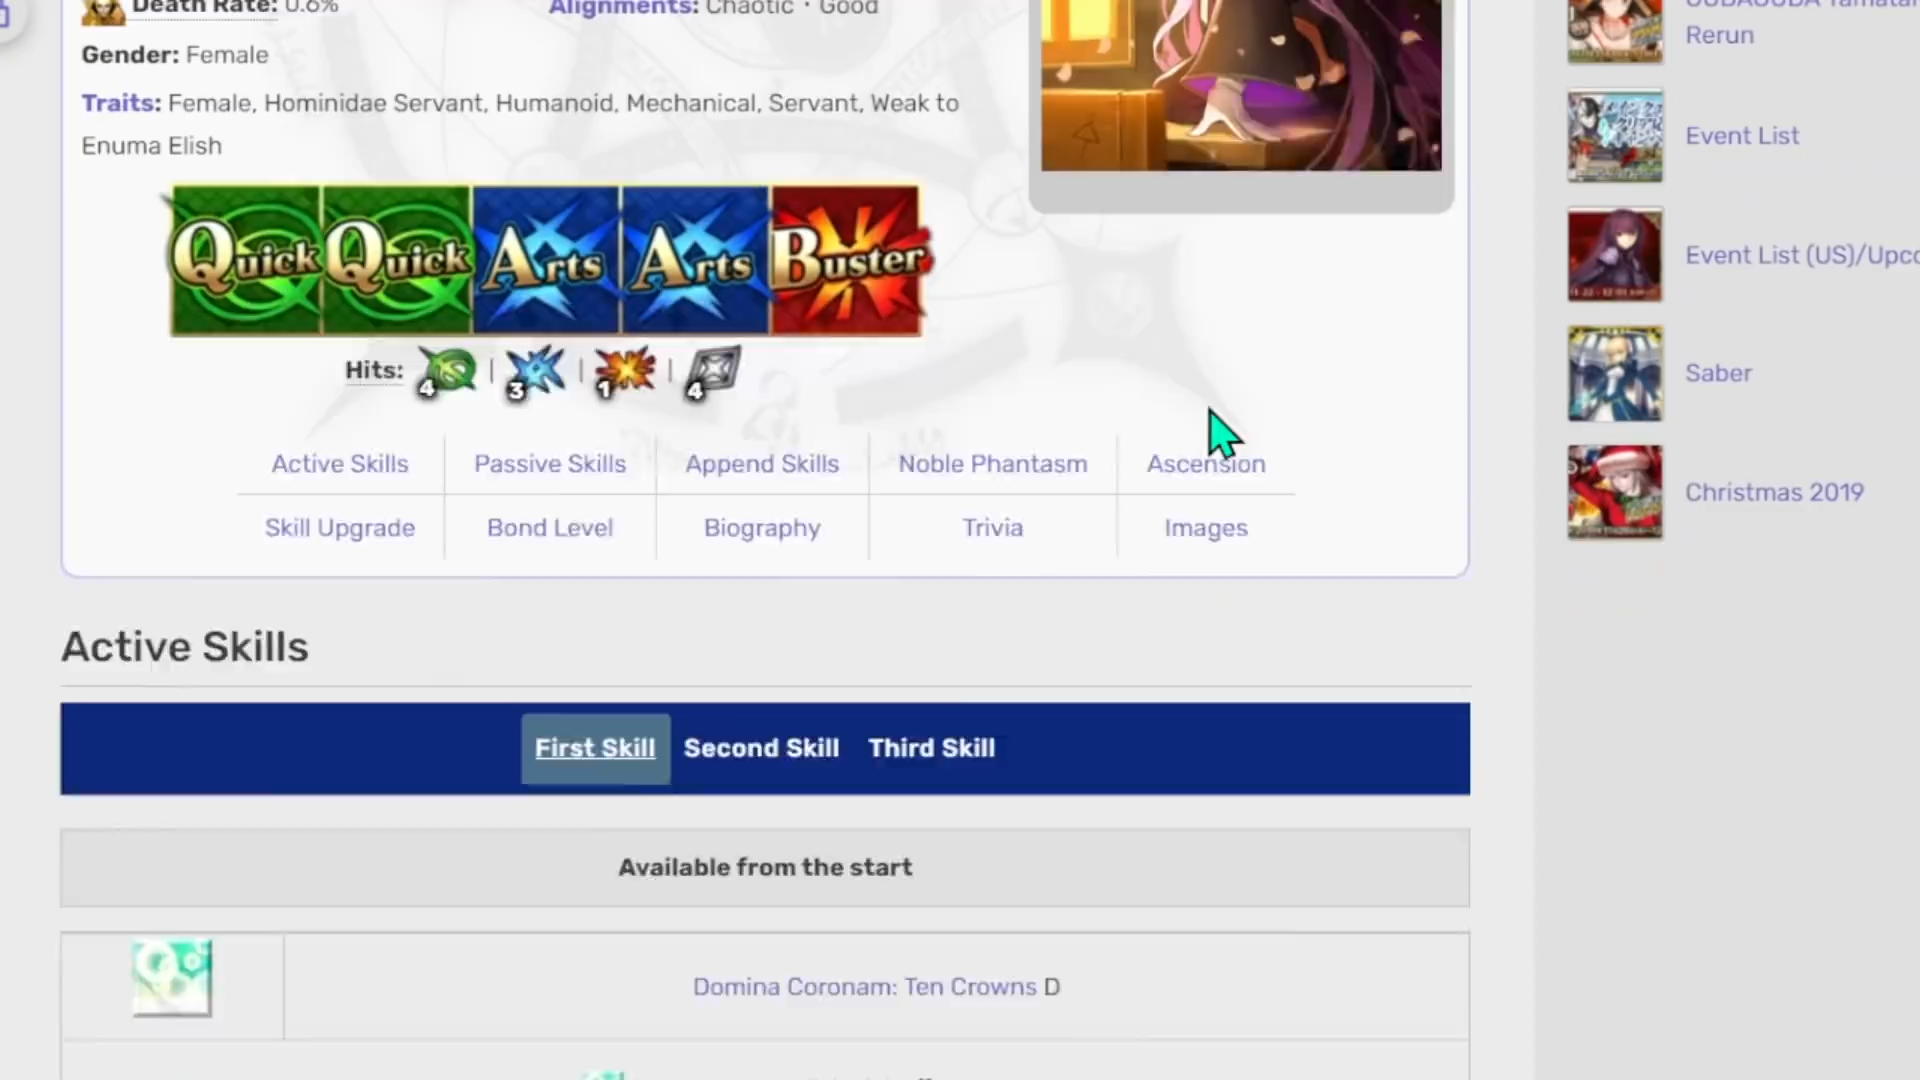 Death Rate: 0.6%
Alignments: Chaotic · Good
Gender: Female
Traits: Female, Hominidae Servant, Humanoid, Mechanical, Servant, Weak to
Enuma Elish
Quick Quick Arts Arts Buster
Hits: 4 | 3 | 1 | 4
Active Skills Passive Skills Append Skills Noble Phantasm Ascension
Skill Upgrade Bond Level Biography Trivia Images
Active Skills
First Skill Second Skill Third Skill
Available from the start
Domina Coronam: Ten Crowns D
Rerun
Event List
Event List (US)/Upco
Saber
Christmas 2019